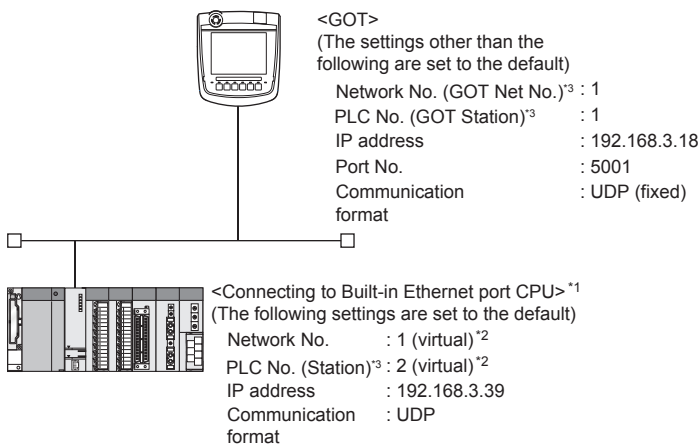 <GOT>
(The settings other than the
following are set to the default)
Network No. (GOT Net No.)*3 : 1
PLC No. (GOT Station)*3 : 1
IP address : 192.168.3.18
Port No. : 5001
Communication : UDP (fixed)
format
<Connecting to Built-in Ethernet port CPU>*1
(The following settings are set to the default)
Network No. : 1 (virtual)*2
PLC No. (Station)*3 : 2 (virtual)*2
IP address : 192.168.3.39
Communication : UDP
format